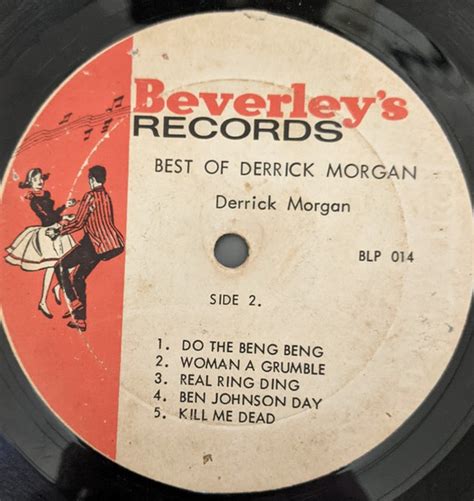 Beverley's
RECORDS
BEST OF DERRICK MORGAN
Derrick Morgan
BLP 014
SIDE 2.
1. DO THE BENG BENG
2. WOMAN A GRUMBLE
3. REAL RING DING
4. BEN JOHNSON DAY
5. KILL ME DEAD